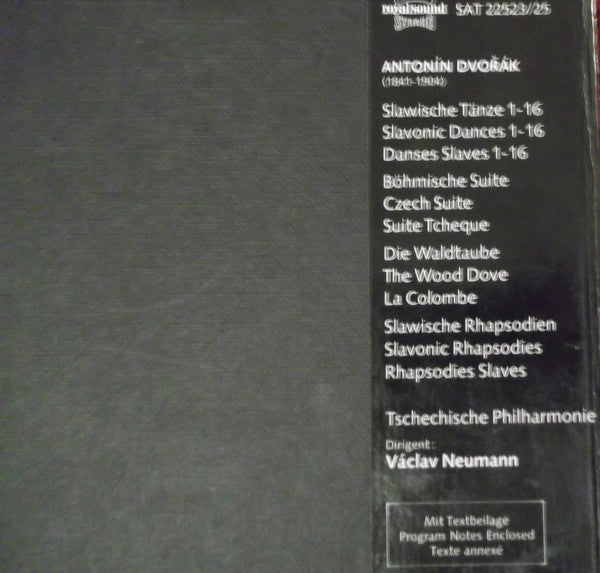 royal sound
STEREO
SAT 22523/25
ANTONÍN DVOŘÁK
(1841-1904)
Slawische Tänze 1-16
Slavonic Dances 1-16
Danses Slaves 1-16
Böhmische Suite
Czech Suite
Suite Tcheque
Die Waldtaube
The Wood Dove
La Colombe
Slawische Rhapsodien
Slavonic Rhapsodies
Rhapsodies Slaves
Tschechische Philharmonie
Dirigent:
Václav Neumann
Mit Textbeilage
Program Notes Enclosed
Texte annexé